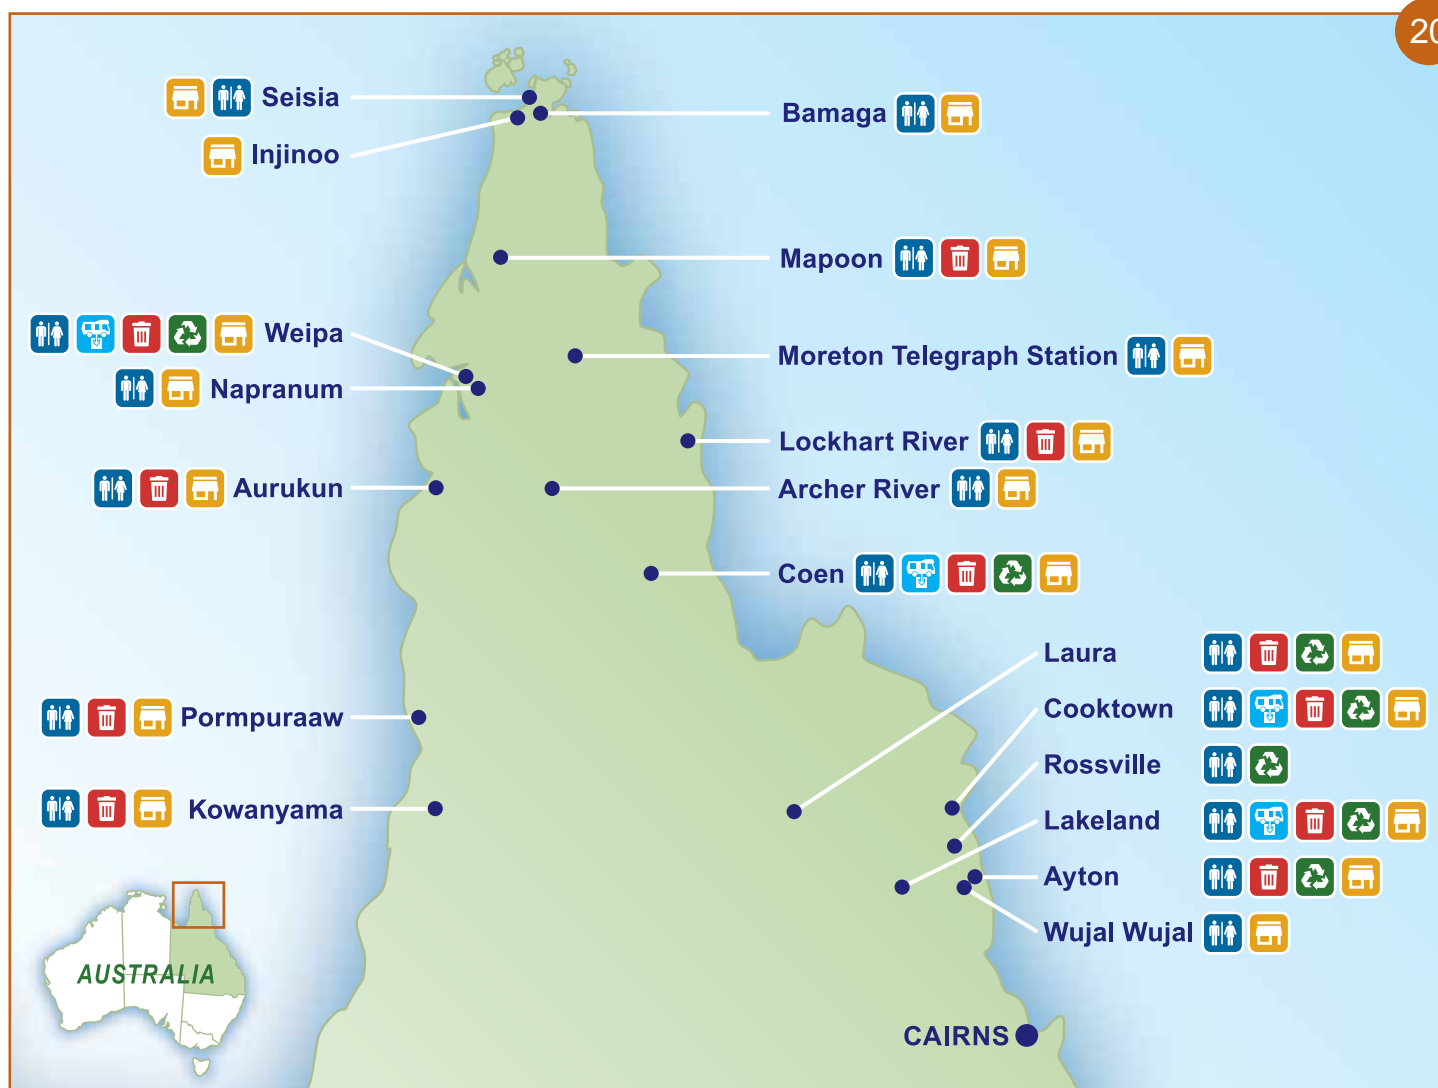 20
Seisia
Bamaga
Injinoo
Mapoon
Weipa
Moreton Telegraph Station
Napranum
Lockhart River
Aurukun
Archer River
Coen
Laura
Pormpuraaw
Cooktown
Rossville
Kowanyama
Lakeland
Ayton
Wujal Wujal
AUSTRALIA
CAIRNS